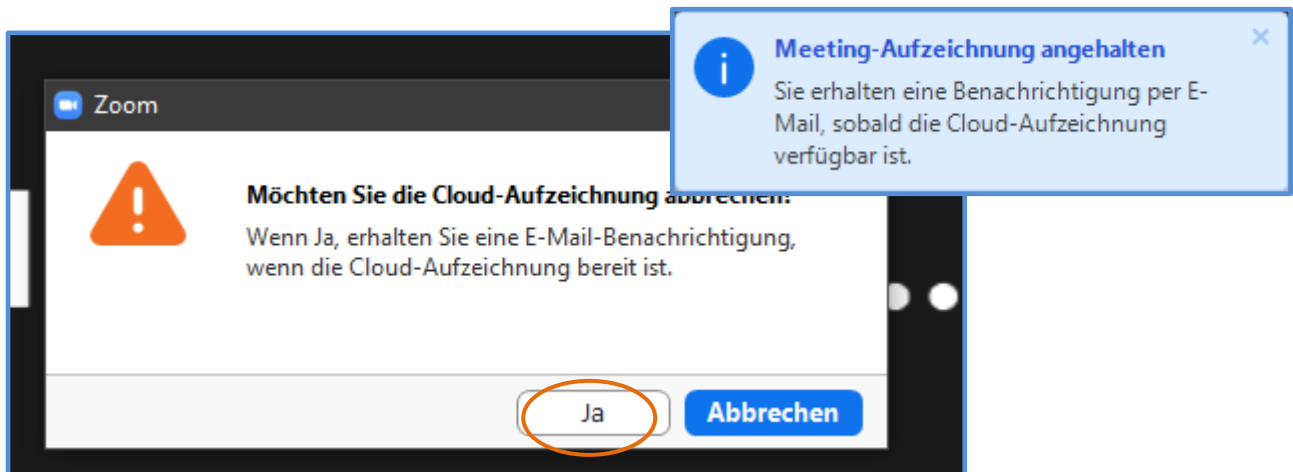 Zoom
Möchten Sie die Cloud-Aufzeichnung abbrechen?
Wenn Ja, erhalten Sie eine E-Mail-Benachrichtigung,
wenn die Cloud-Aufzeichnung bereit ist.
Ja
Abbrechen
Meeting-Aufzeichnung angehalten
Sie erhalten eine Benachrichtigung per E-
Mail, sobald die Cloud-Aufzeichnung
verfügbar ist.